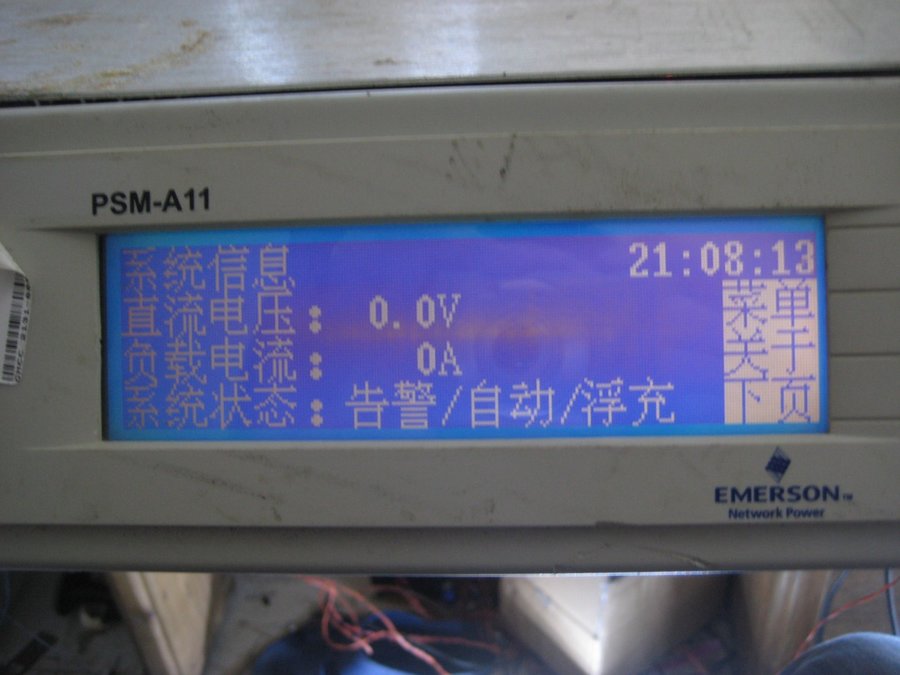 PSM-A11
系统信息 21:08:13
直流电压: 0.0V 菜单
负载电流: 0A 关于
系统状态: 告警/自动/浮充 下页
EMERSON™
Network Power